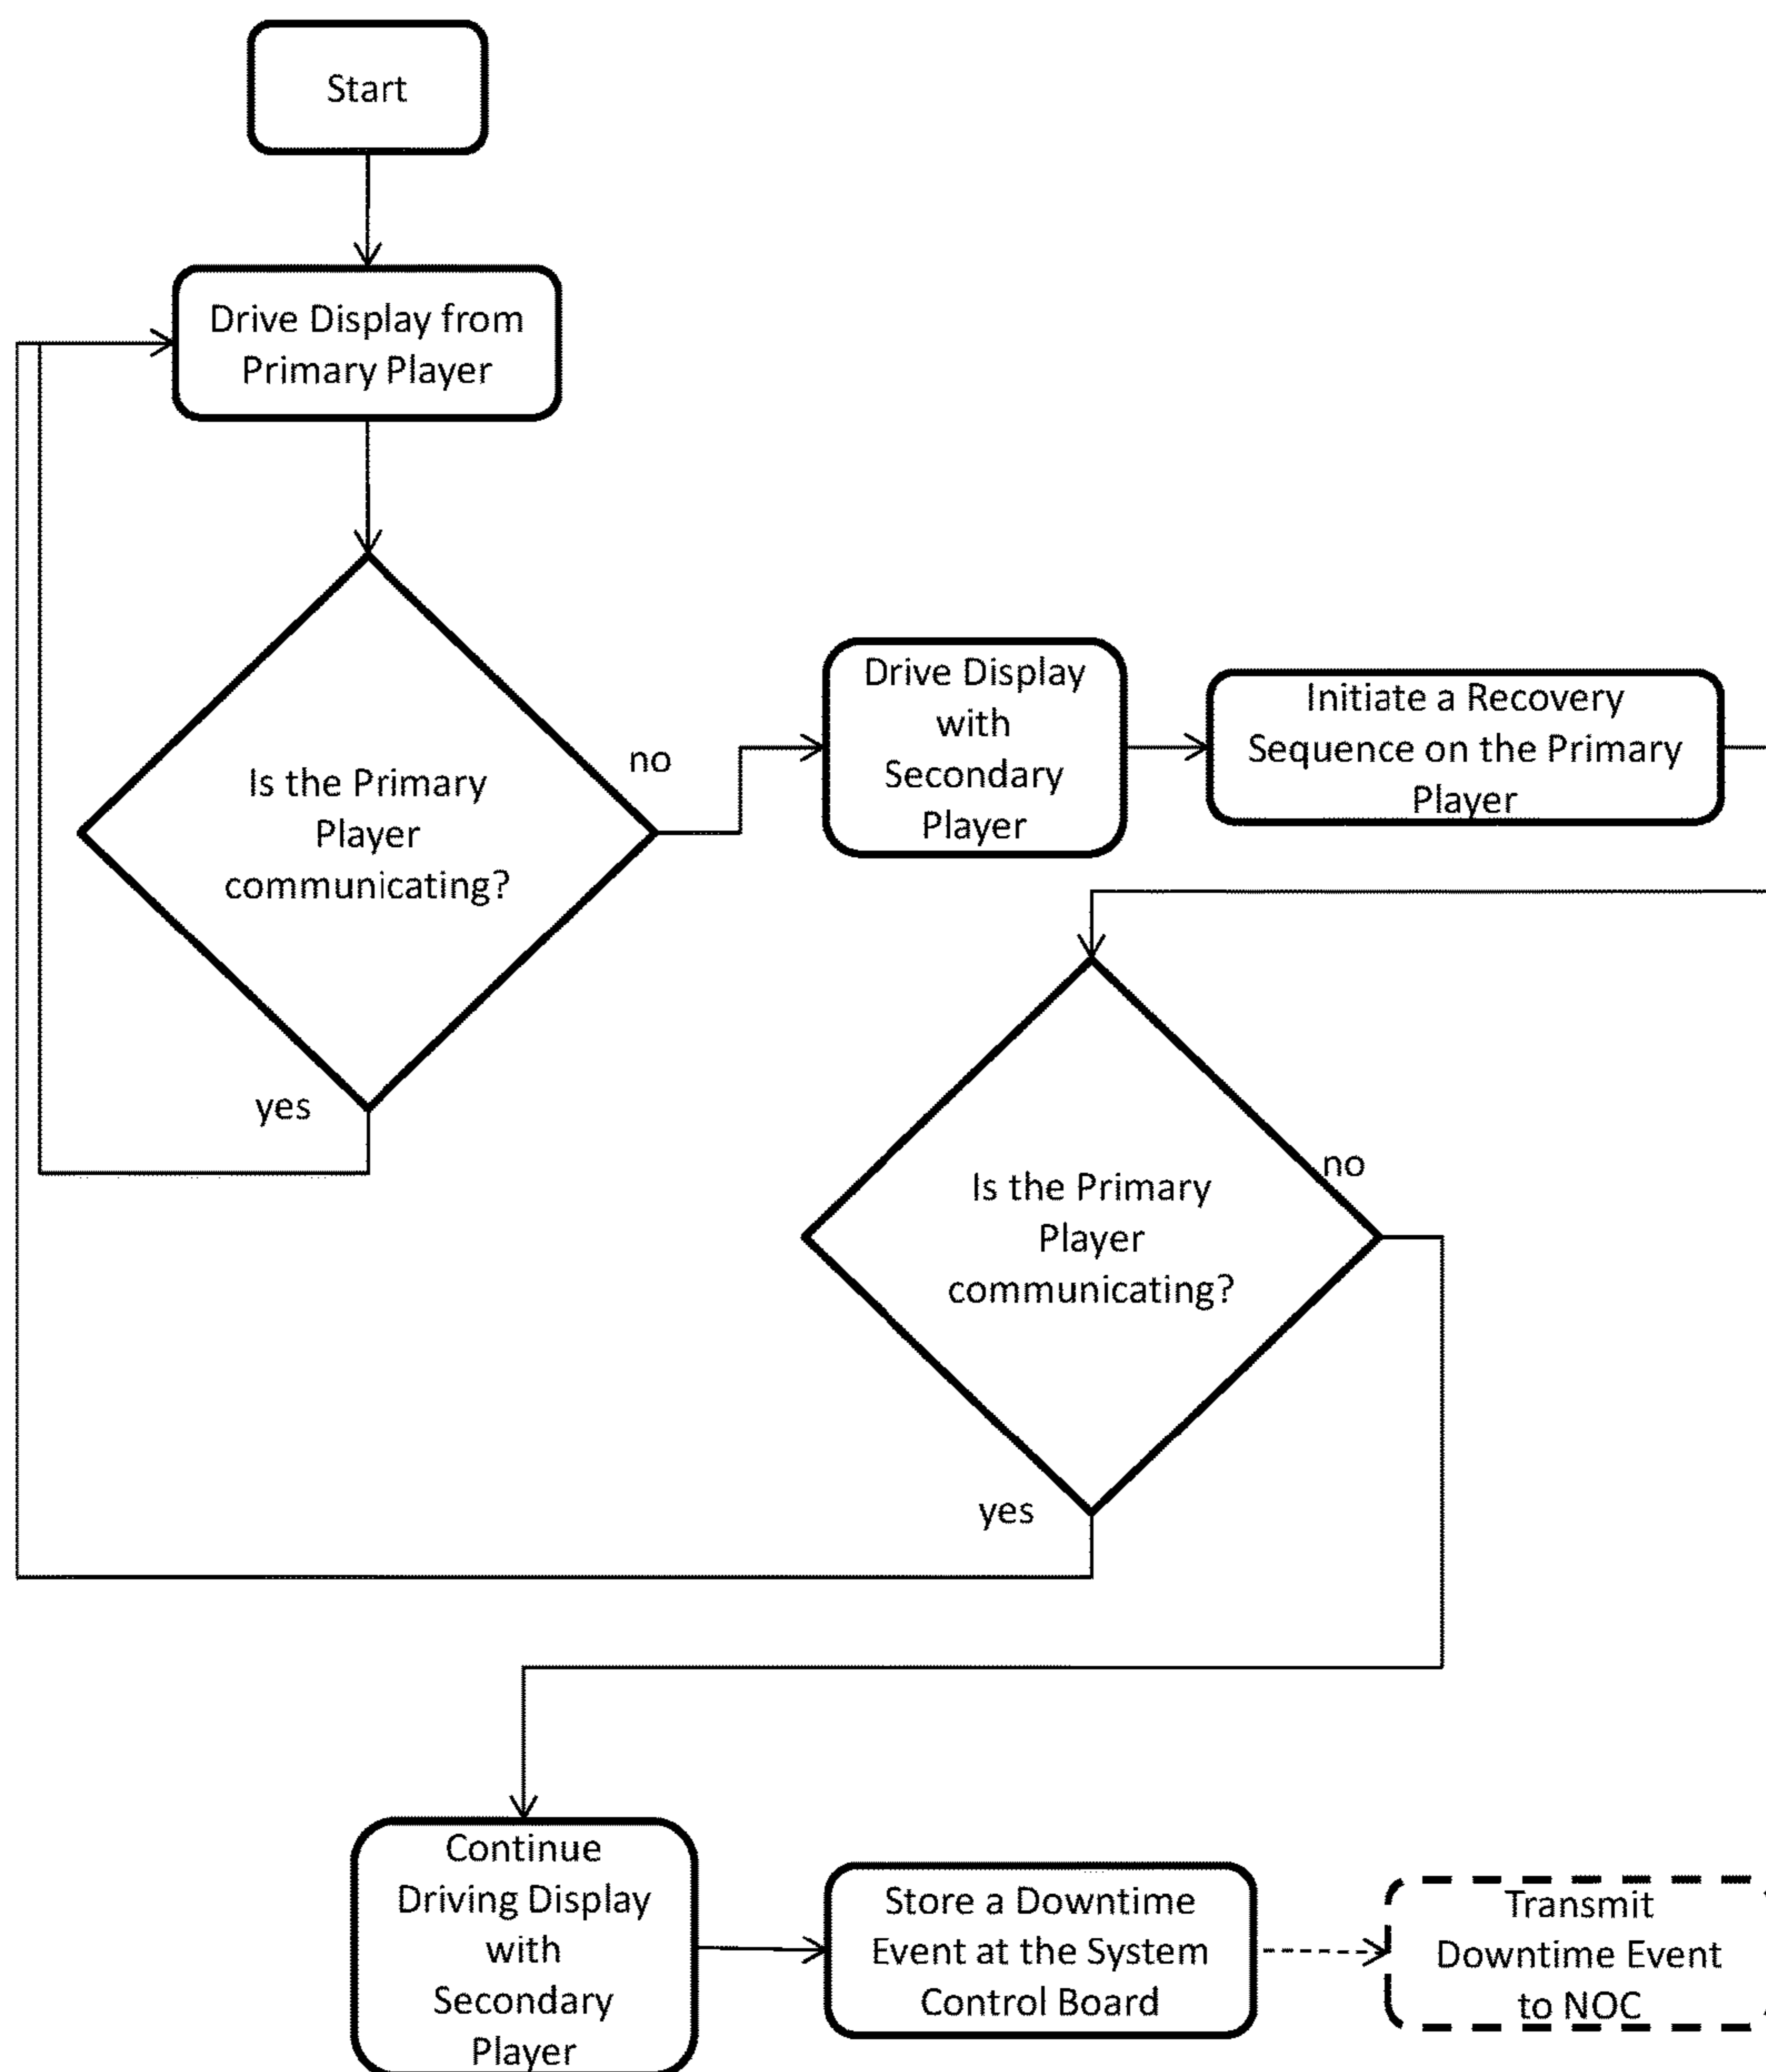 Start
Drive Display from
Primary Player
Is the Primary
Player
communicating?
no
yes
Drive Display
with
Secondary
Player
Initiate a Recovery
Sequence on the Primary
Player
Is the Primary
Player
communicating?
no
yes
Continue
Driving Display
with
Secondary
Player
Store a Downtime
Event at the System
Control Board
Transmit
Downtime Event
to NOC